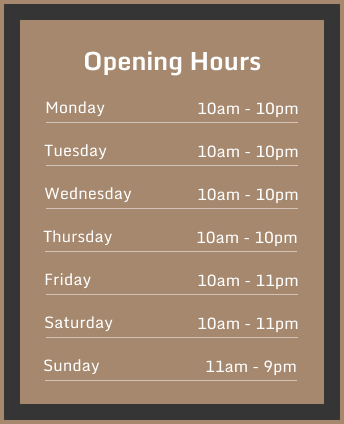 Opening Hours
Monday 10am - 10pm
Tuesday 10am - 10pm
Wednesday 10am - 10pm
Thursday 10am - 10pm
Friday 10am - 11pm
Saturday 10am - 11pm
Sunday 11am - 9pm